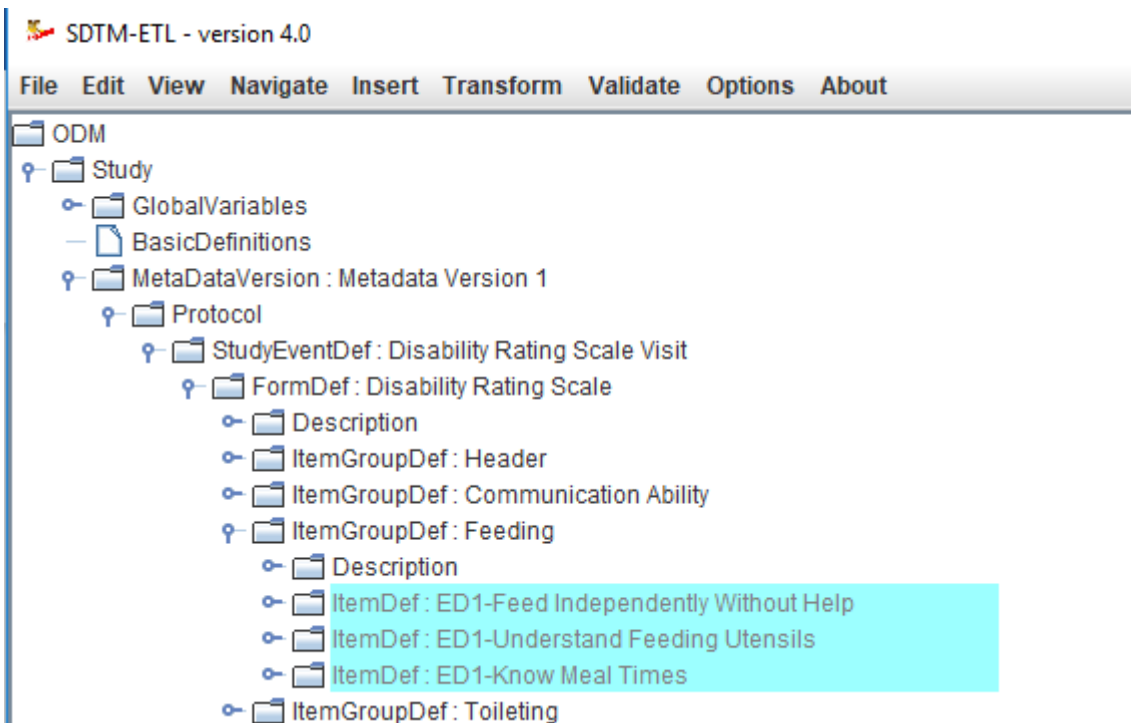 SDTM-ETL - version 4.0
File Edit View Navigate Insert Transform Validate Options About
ODM
Study
GlobalVariables
BasicDefinitions
MetaDataVersion : Metadata Version 1
Protocol
StudyEventDef : Disability Rating Scale Visit
FormDef : Disability Rating Scale
Description
ItemGroupDef : Header
ItemGroupDef : Communication Ability
ItemGroupDef : Feeding
Description
ItemDef : ED1-Feed Independently Without Help
ItemDef : ED1-Understand Feeding Utensils
ItemDef : ED1-Know Meal Times
ItemGroupDef : Toileting